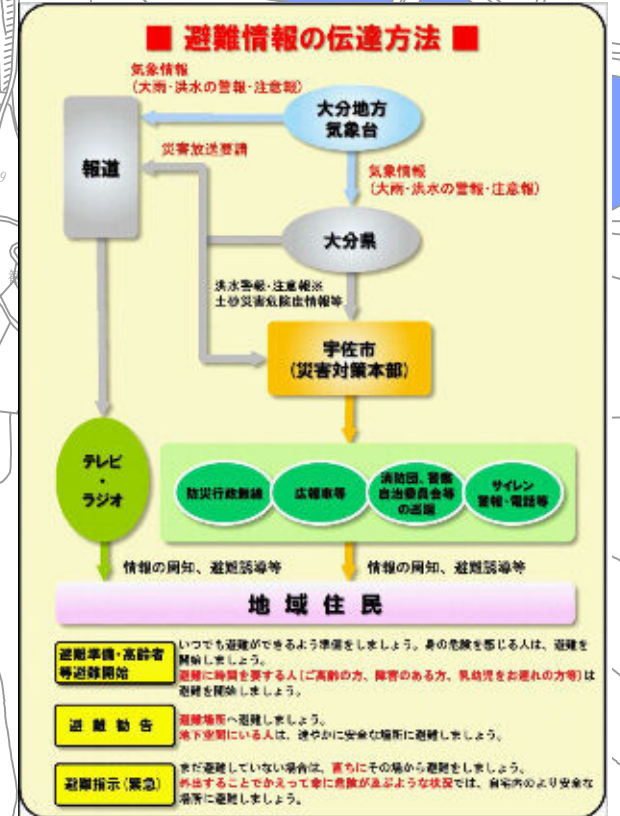 ■ 避難情報の伝達方法 ■
気象情報
(大雨・洪水の警報・注意報)
大分地方
気象台
報道
災害放送要請
気象情報
(大雨・洪水の警報・注意報)
大分県
洪水警報・注意報※
土砂災害危険度情報等
宇佐市
(災害対策本部)
テレビ
・
ラジオ
防災行政無線
広報車等
消防団、警察
自治委員会等
の巡回
サイレン
警報・電話等
情報の周知、避難誘導等
情報の周知、避難誘導等
地域住民
避難準備・高齢者
等避難開始
いつでも避難ができるよう準備をしましょう。身の危険を感じる人は、避難を
開始しましょう。
避難に時間を要する人(ご高齢の方、障害のある方、乳幼児をお連れの方等)は
避難を開始しましょう。
避難勧告
避難場所へ避難しましょう。
地下空間にいる人は、速やかに安全な場所に避難しましょう。
避難指示(緊急)
まだ避難していない場合は、直ちにその場から避難をしましょう。
外出することでかえって命に危険が及ぶような状況では、自宅内のより安全な
場所に避難しましょう。